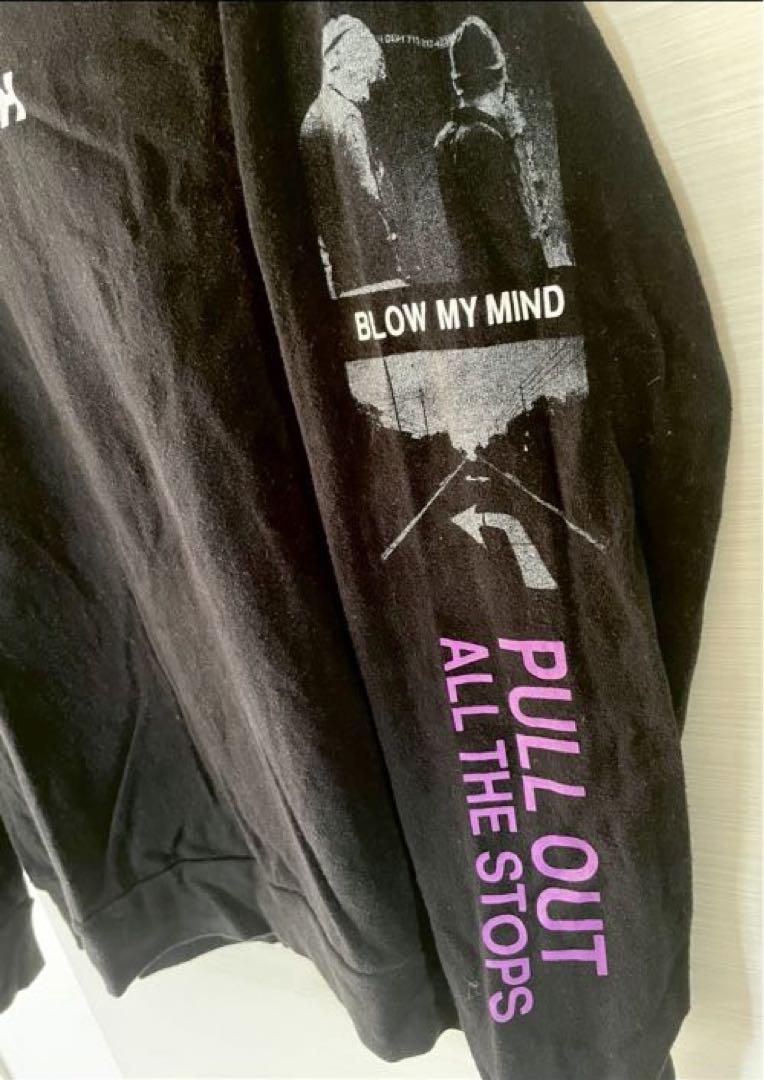 BLOW MY MIND
PULL OUT
ALL THE STOPS